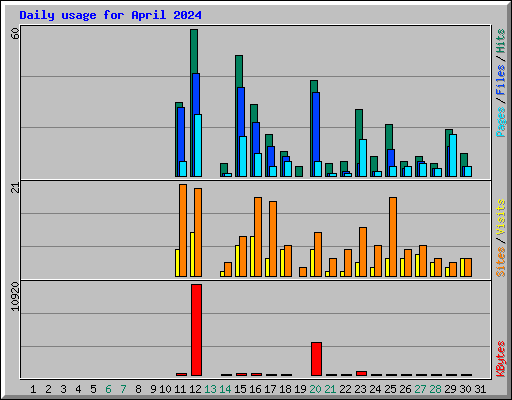 Daily usage for April 2024
60
21
10920
Pages / Files / Hits
Sites / Visits
KBytes
1 2 3 4 5 6 7 8 9 10 11 12 13 14 15 16 17 18 19 20 21 22 23 24 25 26 27 28 29 30 31